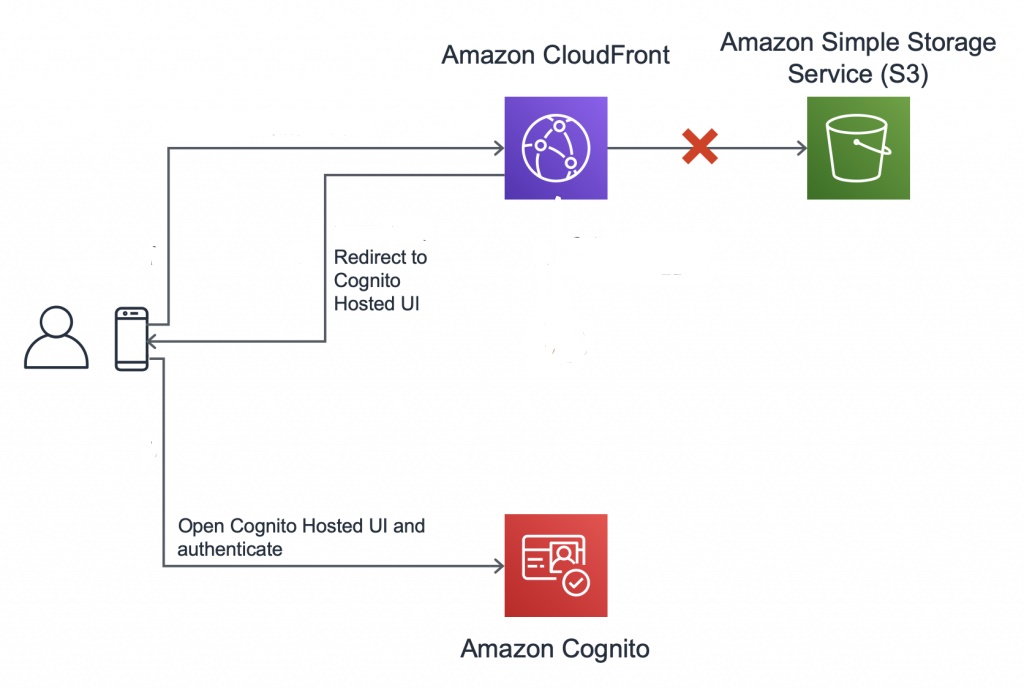 Amazon CloudFront
Amazon Simple Storage
Service (S3)
Redirect to
Cognito
Hosted UI
Open Cognito Hosted UI and
authenticate
Amazon Cognito